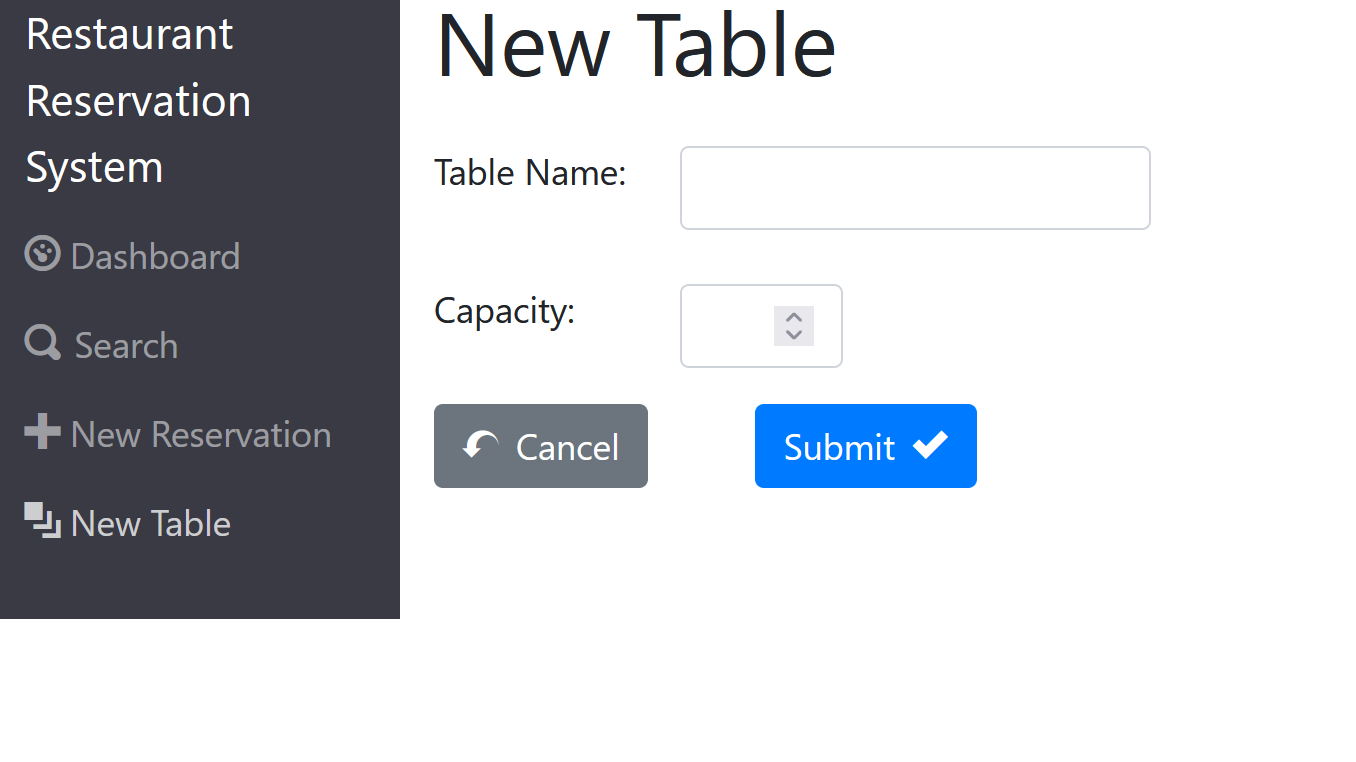 Restaurant
Reservation
System
Dashboard
Search
New Reservation
New Table
New Table
Table Name:
Capacity:
Cancel
Submit